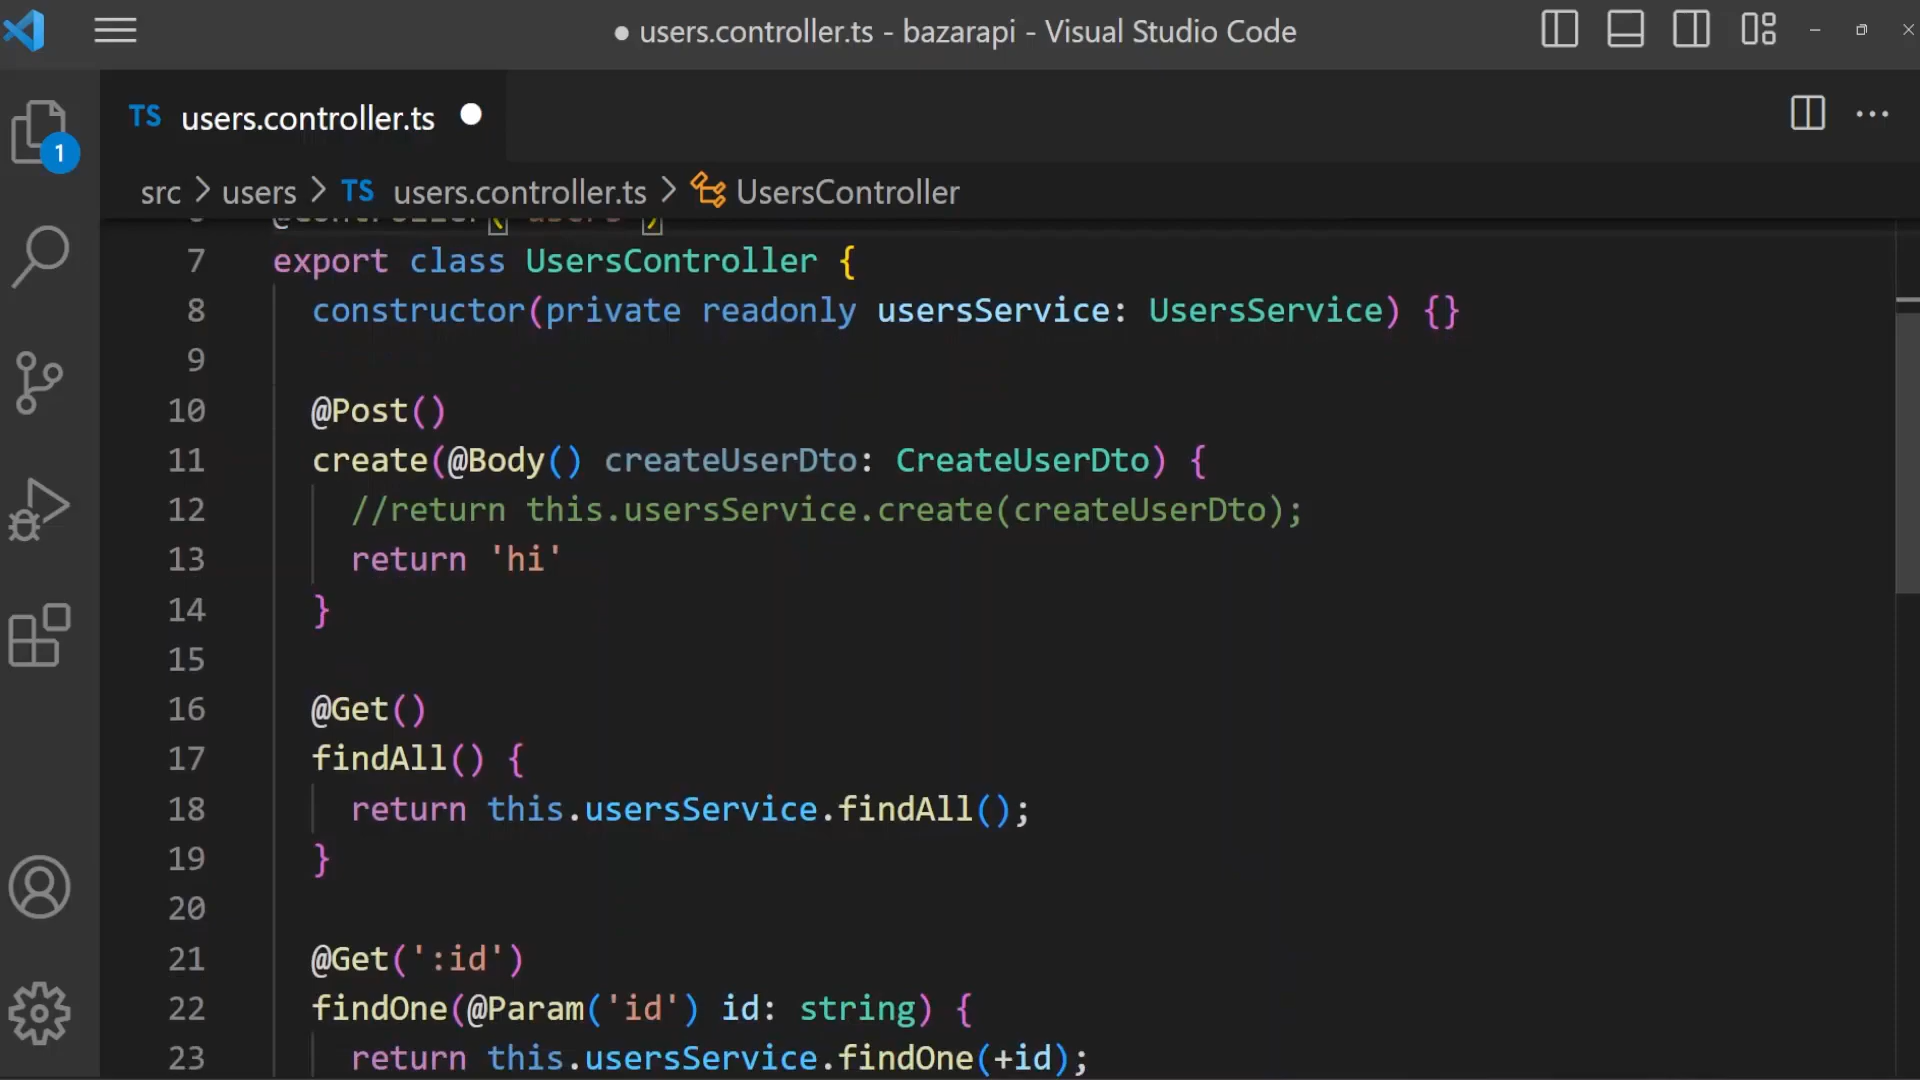 ● users.controller.ts - bazarapi - Visual Studio Code
TS users.controller.ts
1
src > users > TS users.controller.ts > UsersController
7 export class UsersController {
8 constructor(private readonly usersService: UsersService) {}
9
10 @Post()
11 create(@Body() createUserDto: CreateUserDto) {
12 //return this.usersService.create(createUserDto);
13 return 'hi'
14 }
15
16 @Get()
17 findAll() {
18 return this.usersService.findAll();
19 }
20
21 @Get(':id')
22 findOne(@Param('id') id: string) {
23 return this.usersService.findOne(+id);